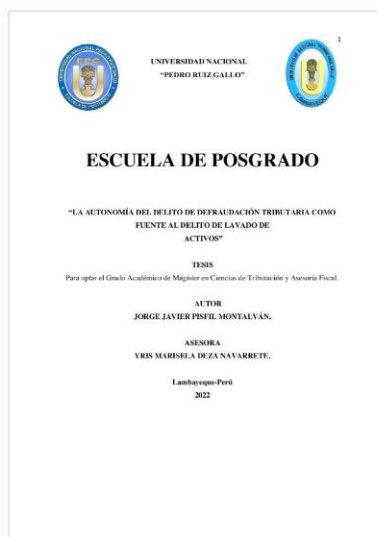 1
UNIVERSIDAD NACIONAL
“PEDRO RUIZ GALLO”
ESCUELA DE POSGRADO
“LA AUTONOMÍA DEL DELITO DE DEFRAUDACIÓN TRIBUTARIA COMO
FUENTE AL DELITO DE LAVADO DE
ACTIVOS”
TESIS
Para optar el Grado Académico de Magíster en Ciencias de Tributación y Asesoría Fiscal.
AUTOR
JORGE JAVIER PISFIL MONTALVÁN.
ASESORA
YRIS MARISELA DEZA NAVARRETE.
Lambayeque-Perú
2022